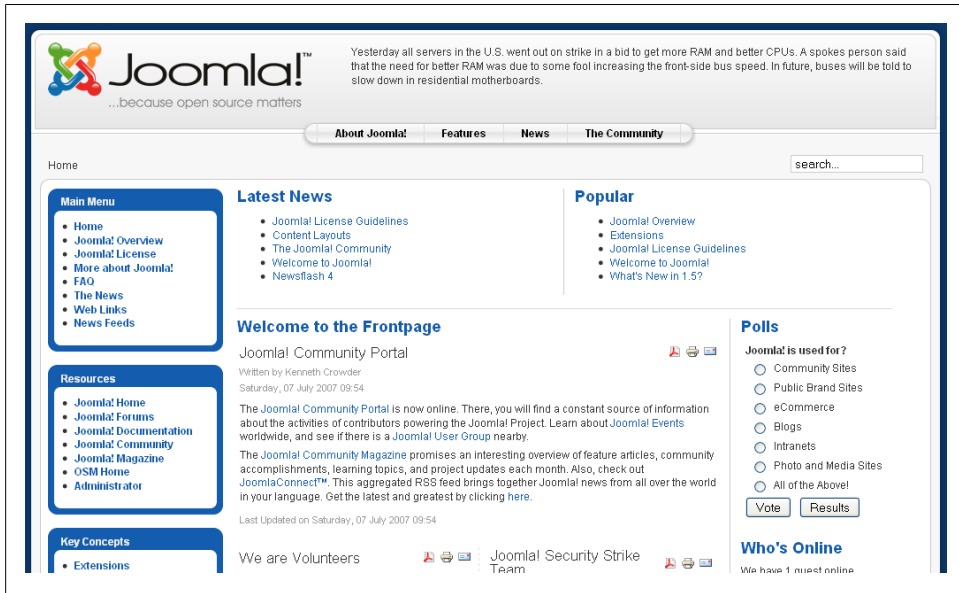 Joomla!™
...because open source matters
Yesterday all servers in the U.S. went out on strike in a bid to get more RAM and better CPUs. A spokes person said
that the need for better RAM was due to some fool increasing the front-side bus speed. In future, buses will be told to
slow down in residential motherboards.
About Joomla! Features News The Community
Home
search...
Main Menu
Home
Joomla! Overview
Joomla! License
More about Joomla!
FAQ
The News
Web Links
News Feeds
Resources
Joomla! Home
Joomla! Forums
Joomla! Documentation
Joomla! Community
Joomla! Magazine
OSM Home
Administrator
Key Concepts
Extensions
Latest News
Joomla! License Guidelines
Content Layouts
The Joomla! Community
Welcome to Joomla!
Newsflash 4
Popular
Joomla! Overview
Extensions
Joomla! License Guidelines
Welcome to Joomla!
What's New in 1.5?
Welcome to the Frontpage
Joomla! Community Portal
Written by Kenneth Crowder
Saturday, 07 July 2007 09:54
The Joomla! Community Portal is now online. There, you will find a constant source of information
about the activities of contributors powering the Joomla! Project. Learn about Joomla! Events
worldwide, and see if there is a Joomla! User Group nearby.
The Joomla! Community Magazine promises an interesting overview of feature articles, community
accomplishments, learning topics, and project updates each month. Also, check out
JoomlaConnect™. This aggregated RSS feed brings together Joomla! news from all over the world
in your language. Get the latest and greatest by clicking here.
Last Updated on Saturday, 07 July 2007 09:54
We are Volunteers
Joomla! Security Strike
Team
Polls
Joomla! is used for?
Community Sites
Public Brand Sites
eCommerce
Blogs
Intranets
Photo and Media Sites
All of the Above!
Vote Results
Who's Online
We have 1 guest online